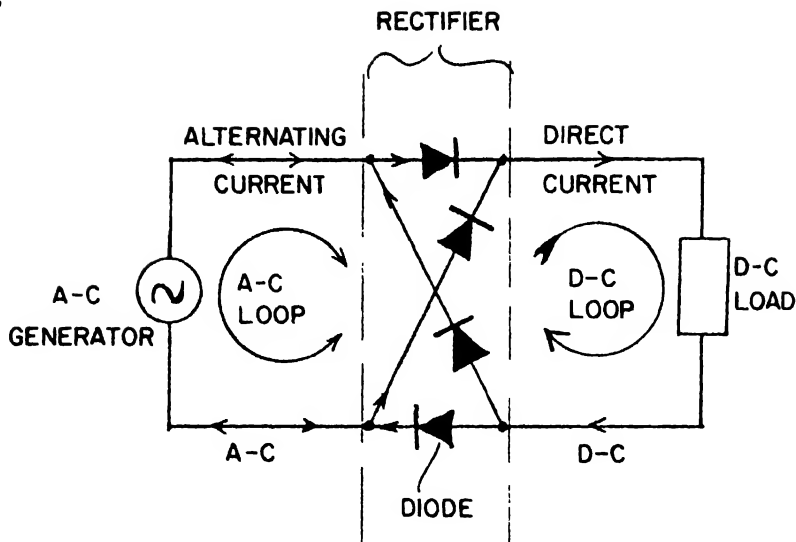 RECTIFIER
ALTERNATING
CURRENT
DIRECT
CURRENT
A-C
GENERATOR
A-C
LOOP
D-C
LOOP
D-C
LOAD
A-C
D-C
DIODE